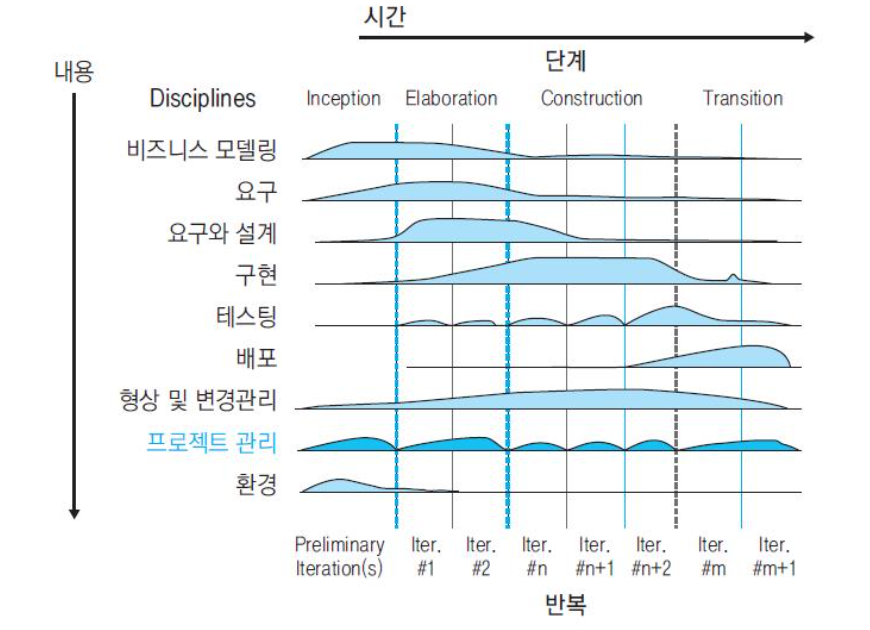 시간
단계
내용
Disciplines
Inception Elaboration Construction Transition
비즈니스 모델링
요구
요구와 설계
구현
테스팅
배포
형상 및 변경관리
프로젝트 관리
환경
Preliminary Iter. Iter. Iter. Iter. Iter. Iter. Iter.
Iteration(s) #1 #2 #n #n+1 #n+2 #m #m+1
반복